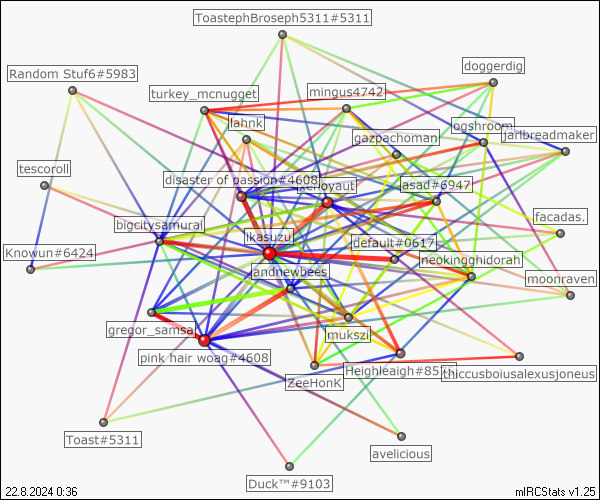 ToastephBroseph5311#5311
doggerdig
Random Stuf6#5983
turkey_mcnugget
mingus4742
lahnk
ogshroom
jarlbreadmaker
gazpachoman
tescoroll
disaster of passion#4608
xenoyaut
asad#6947
bigcitysamurai
facadas.
Ikasuzu
default#0617
Knowun#6424
neokingghidorah
andnewbees
moonraven
gregor_samsa
mukszi
pink hair woag#4608
Heighleaigh#85
thiccusboiusalexusjoneus
ZeeHonk
Toast#5311
avelicious
Duck™#9103
22.8.2024 0:36
mIRCStats v1.25